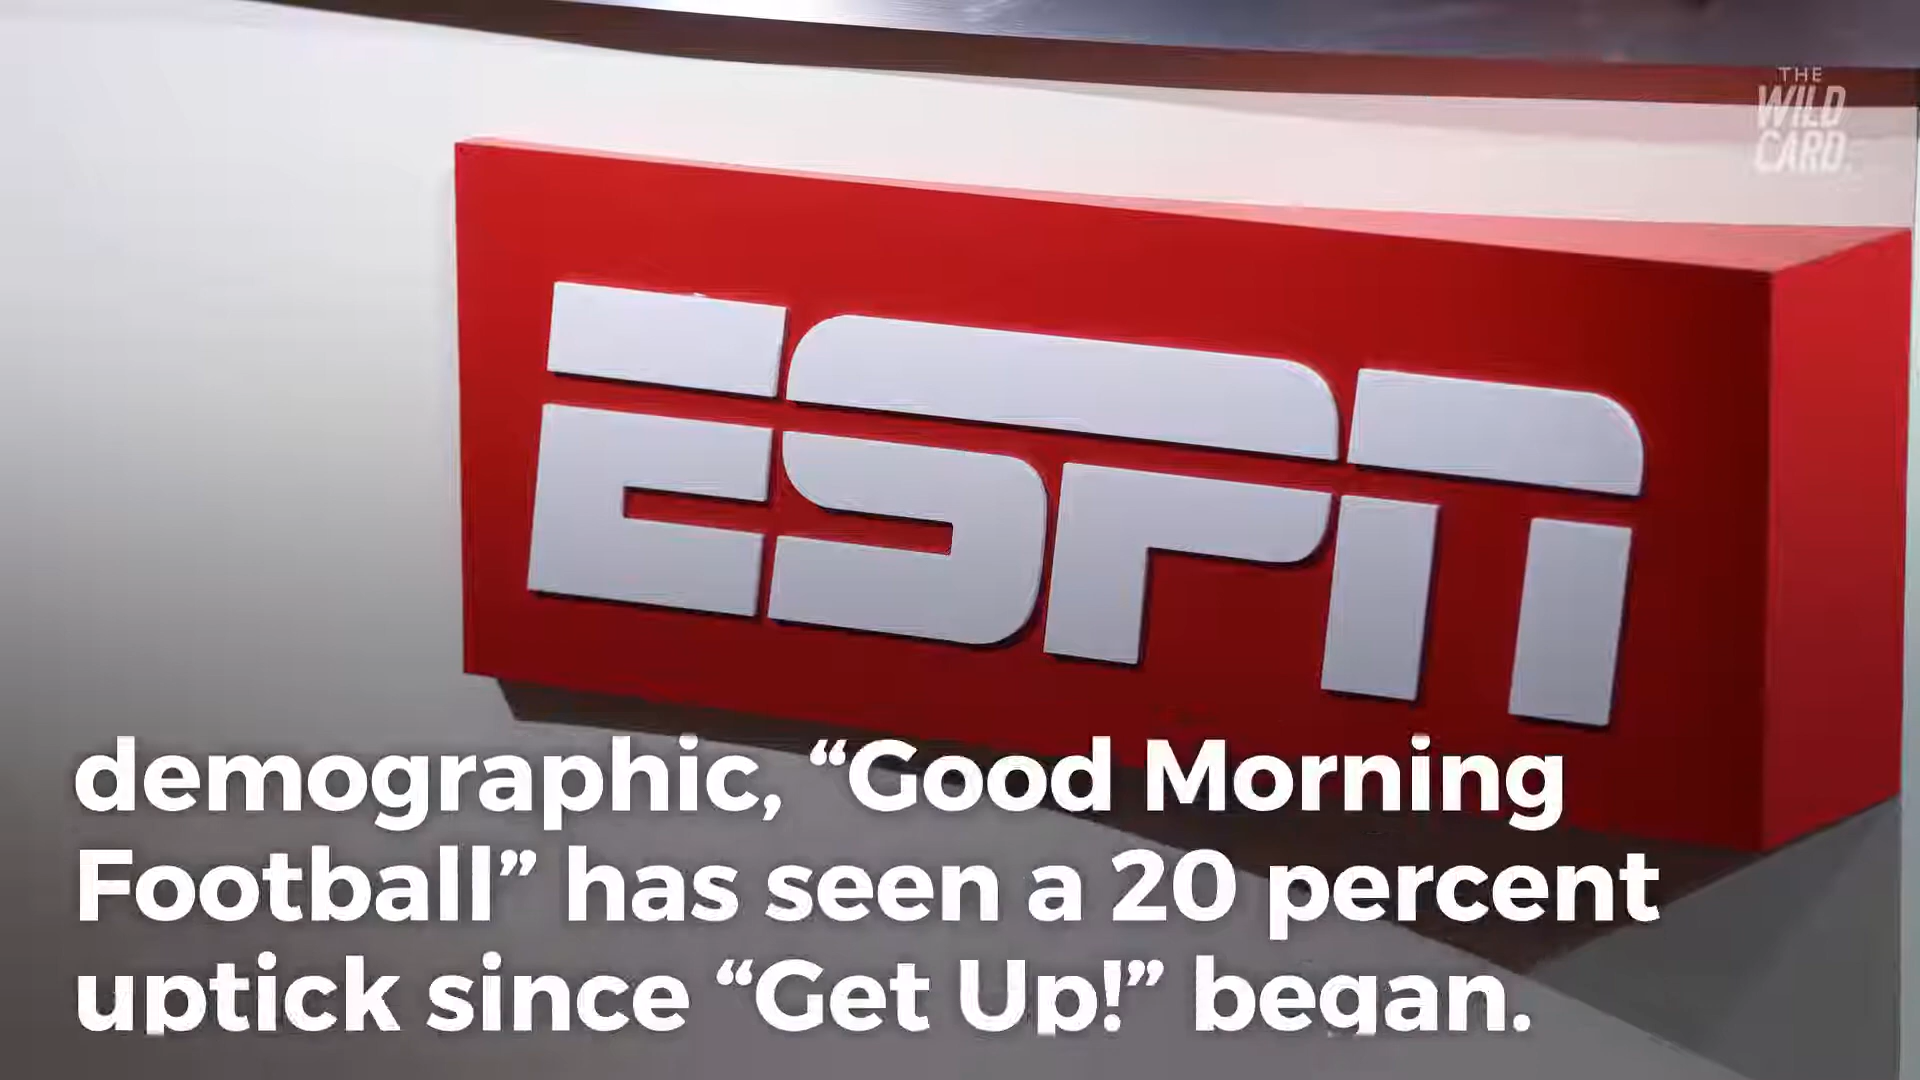 THE
WILD
CARD.
ESPN
demographic, “Good Morning
Football” has seen a 20 percent
uptick since “Get Up!” began.